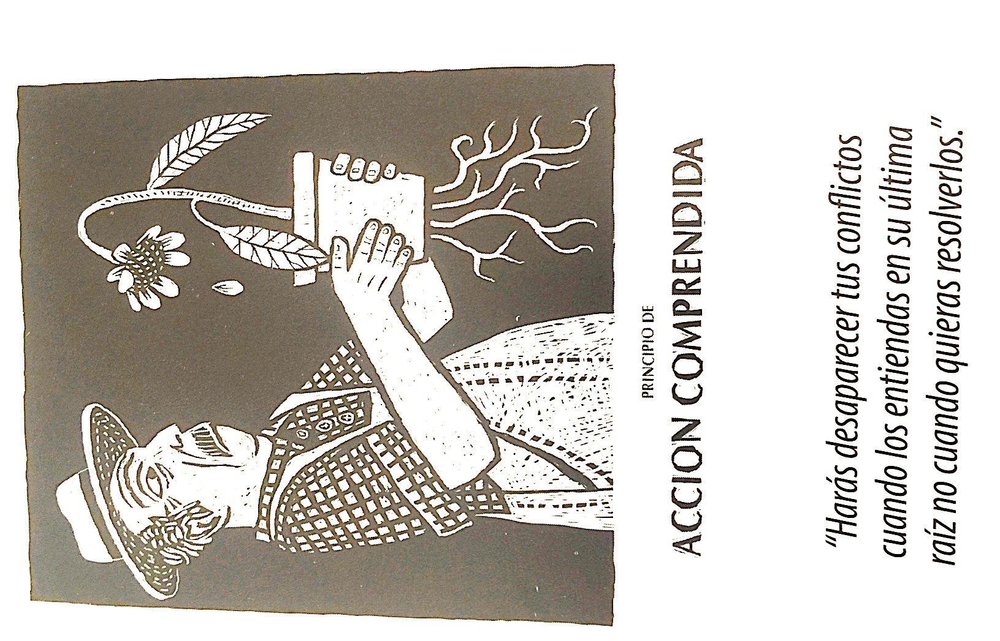 PRINCIPIO DE
ACCION COMPRENDIDA
“Harás desaparecer tus conflictos
cuando los entiendas en su última
raíz no cuando quieras resolverlos.”